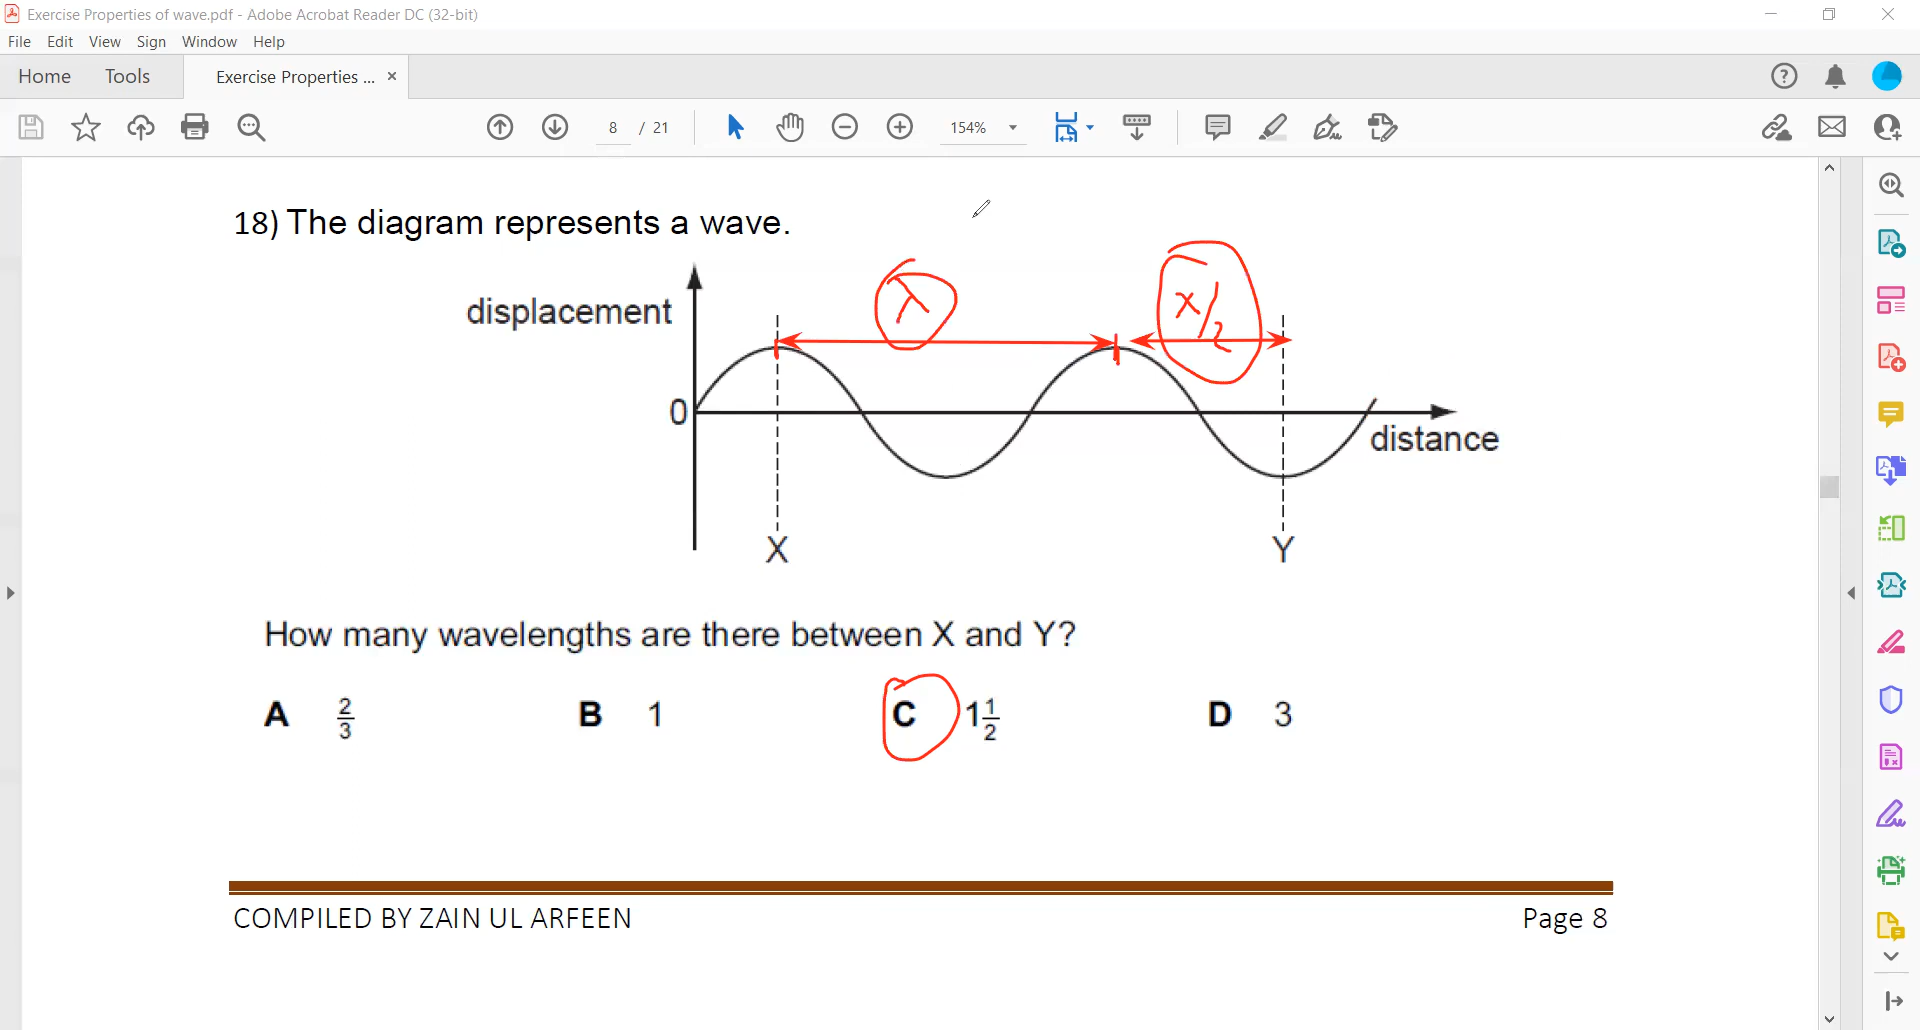 Exercise Properties of wave.pdf - Adobe Acrobat Reader DC (32-bit)
File Edit View Sign Window Help
Home Tools Exercise Properties ... ×
8 / 21 154%
18) The diagram represents a wave.
displacement
λ
x/2
0
distance
X Y
How many wavelengths are there between X and Y?
A 2/3 B 1 C 1 1/2 D 3
COMPILED BY ZAIN UL ARFEEN Page 8